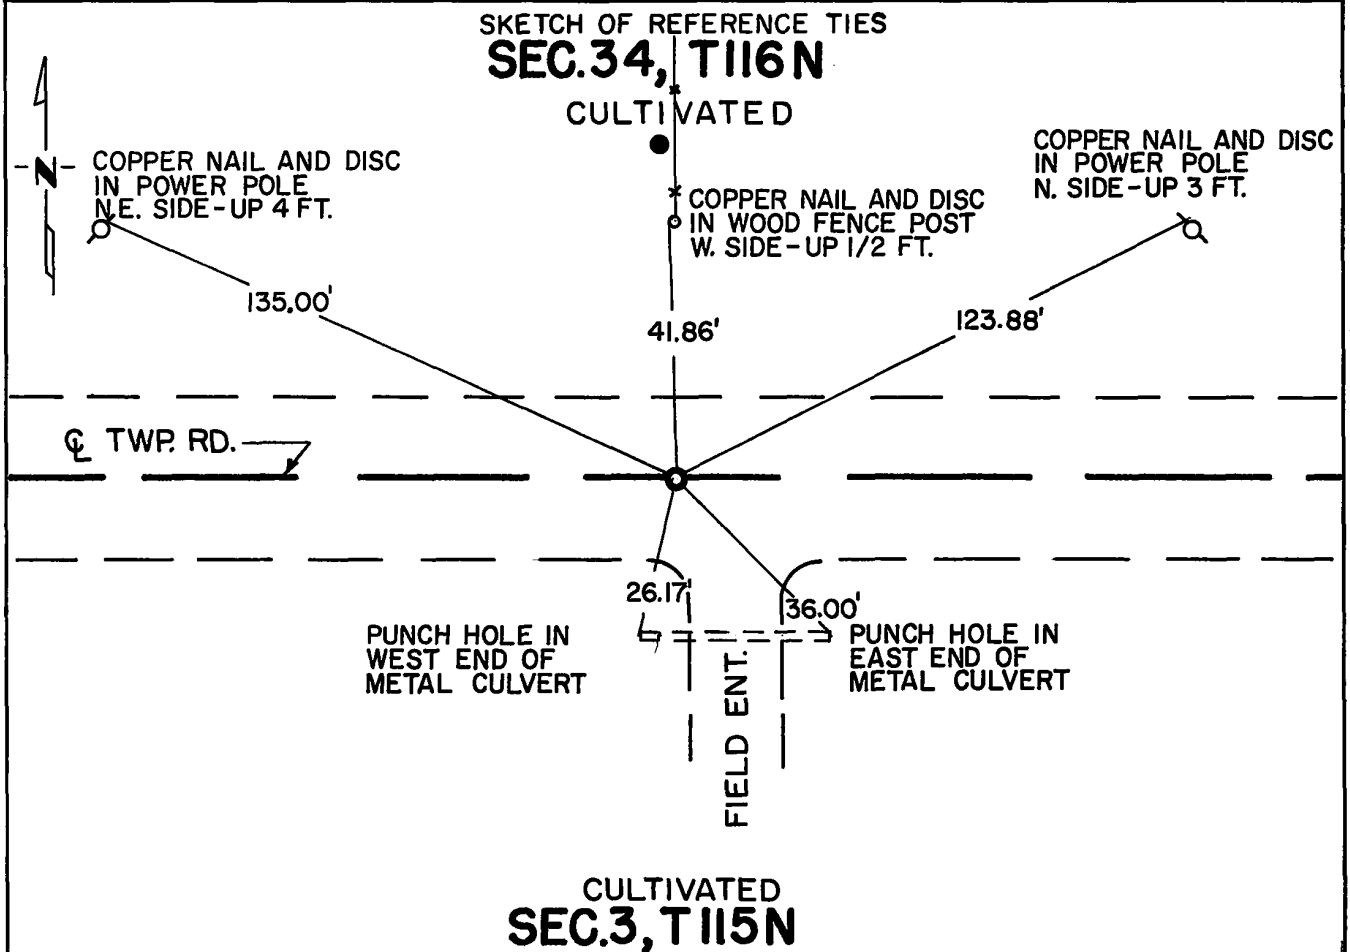 SKETCH OF REFERENCE TIES
SEC.34, T116N
CULTIVATED
N
COPPER NAIL AND DISC
IN POWER POLE
N.E. SIDE-UP 4 FT.
COPPER NAIL AND DISC
IN WOOD FENCE POST
W. SIDE-UP 1/2 FT.
COPPER NAIL AND DISC
IN POWER POLE
N. SIDE-UP 3 FT.
135.00'
41.86'
123.88'
℄ TWP. RD.
26.17'
36.00'
PUNCH HOLE IN
WEST END OF
METAL CULVERT
PUNCH HOLE IN
EAST END OF
METAL CULVERT
FIELD ENT.
CULTIVATED
SEC.3, T115N